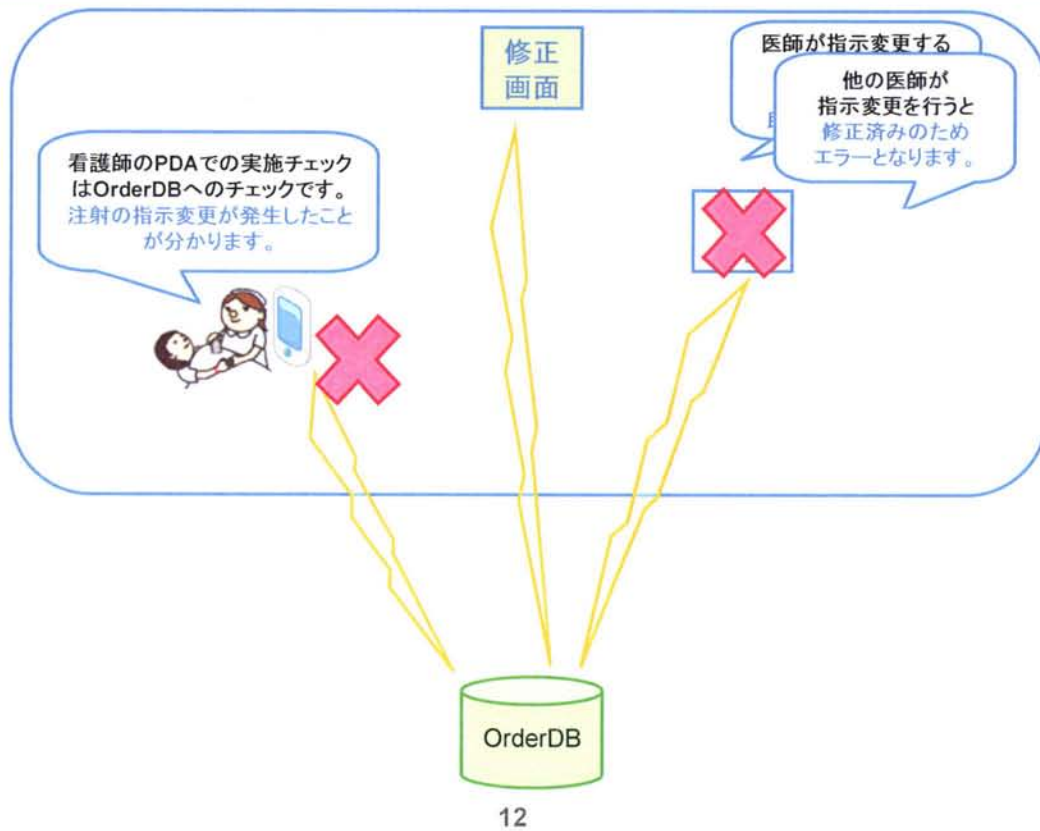 修正
画面
医師が指示変更する
他の医師が
指示変更を行うと
修正済みのため
エラーとなります。
看護師のPDAでの実施チェック
はOrderDBへのチェックです。
注射の指示変更が発生したこと
が分かります。
OrderDB
12